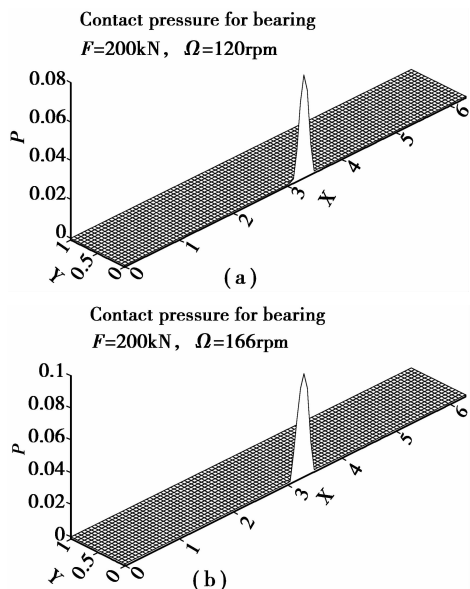 Contact pressure for bearing
F=200kN, Ω=120rpm
0.08
0.06
0.04
0.02
0
P
1
0.5
0
Y
0
1
2
3
4
5
6
X
(a)
Contact pressure for bearing
F=200kN, Ω=166rpm
0.1
0.08
0.06
0.04
0.02
0
P
1
0.5
0
Y
0
1
2
3
4
5
6
X
(b)